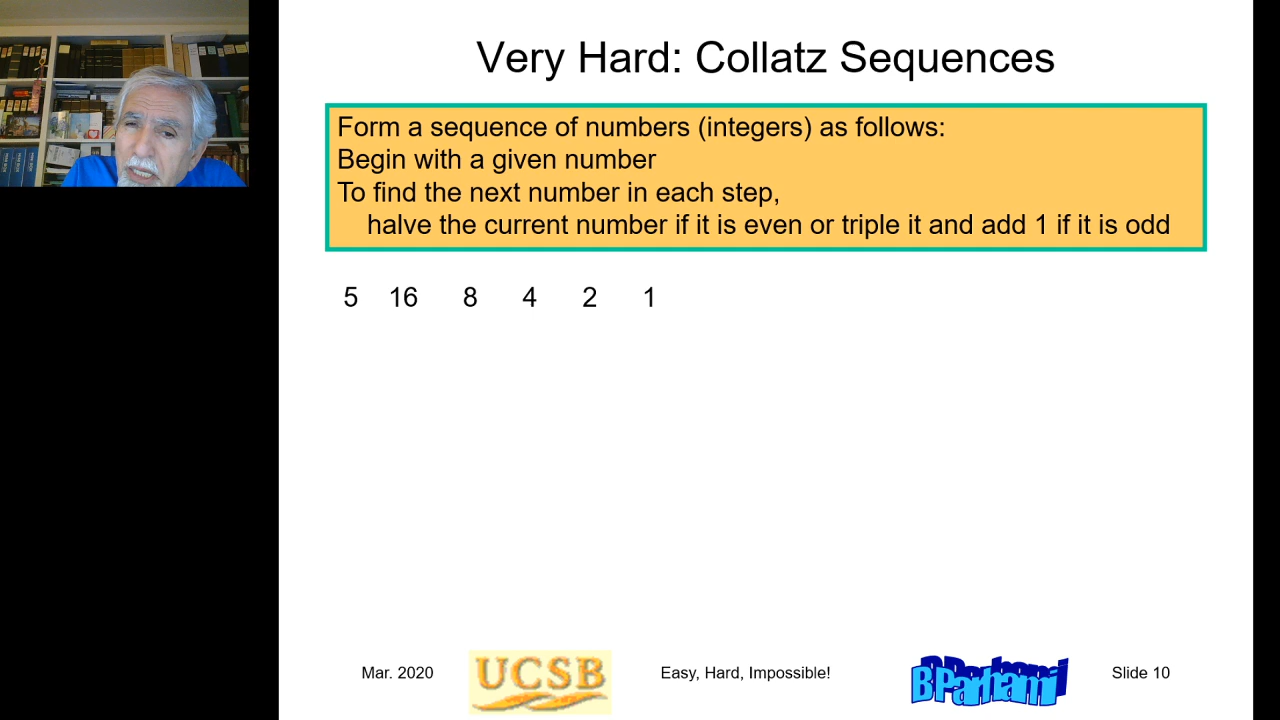 Very Hard: Collatz Sequences
Form a sequence of numbers (integers) as follows:
Begin with a given number
To find the next number in each step,
halve the current number if it is even or triple it and add 1 if it is odd
5 16 8 4 2 1
Mar. 2020 UCSB Easy, Hard, Impossible! BParhami Slide 10